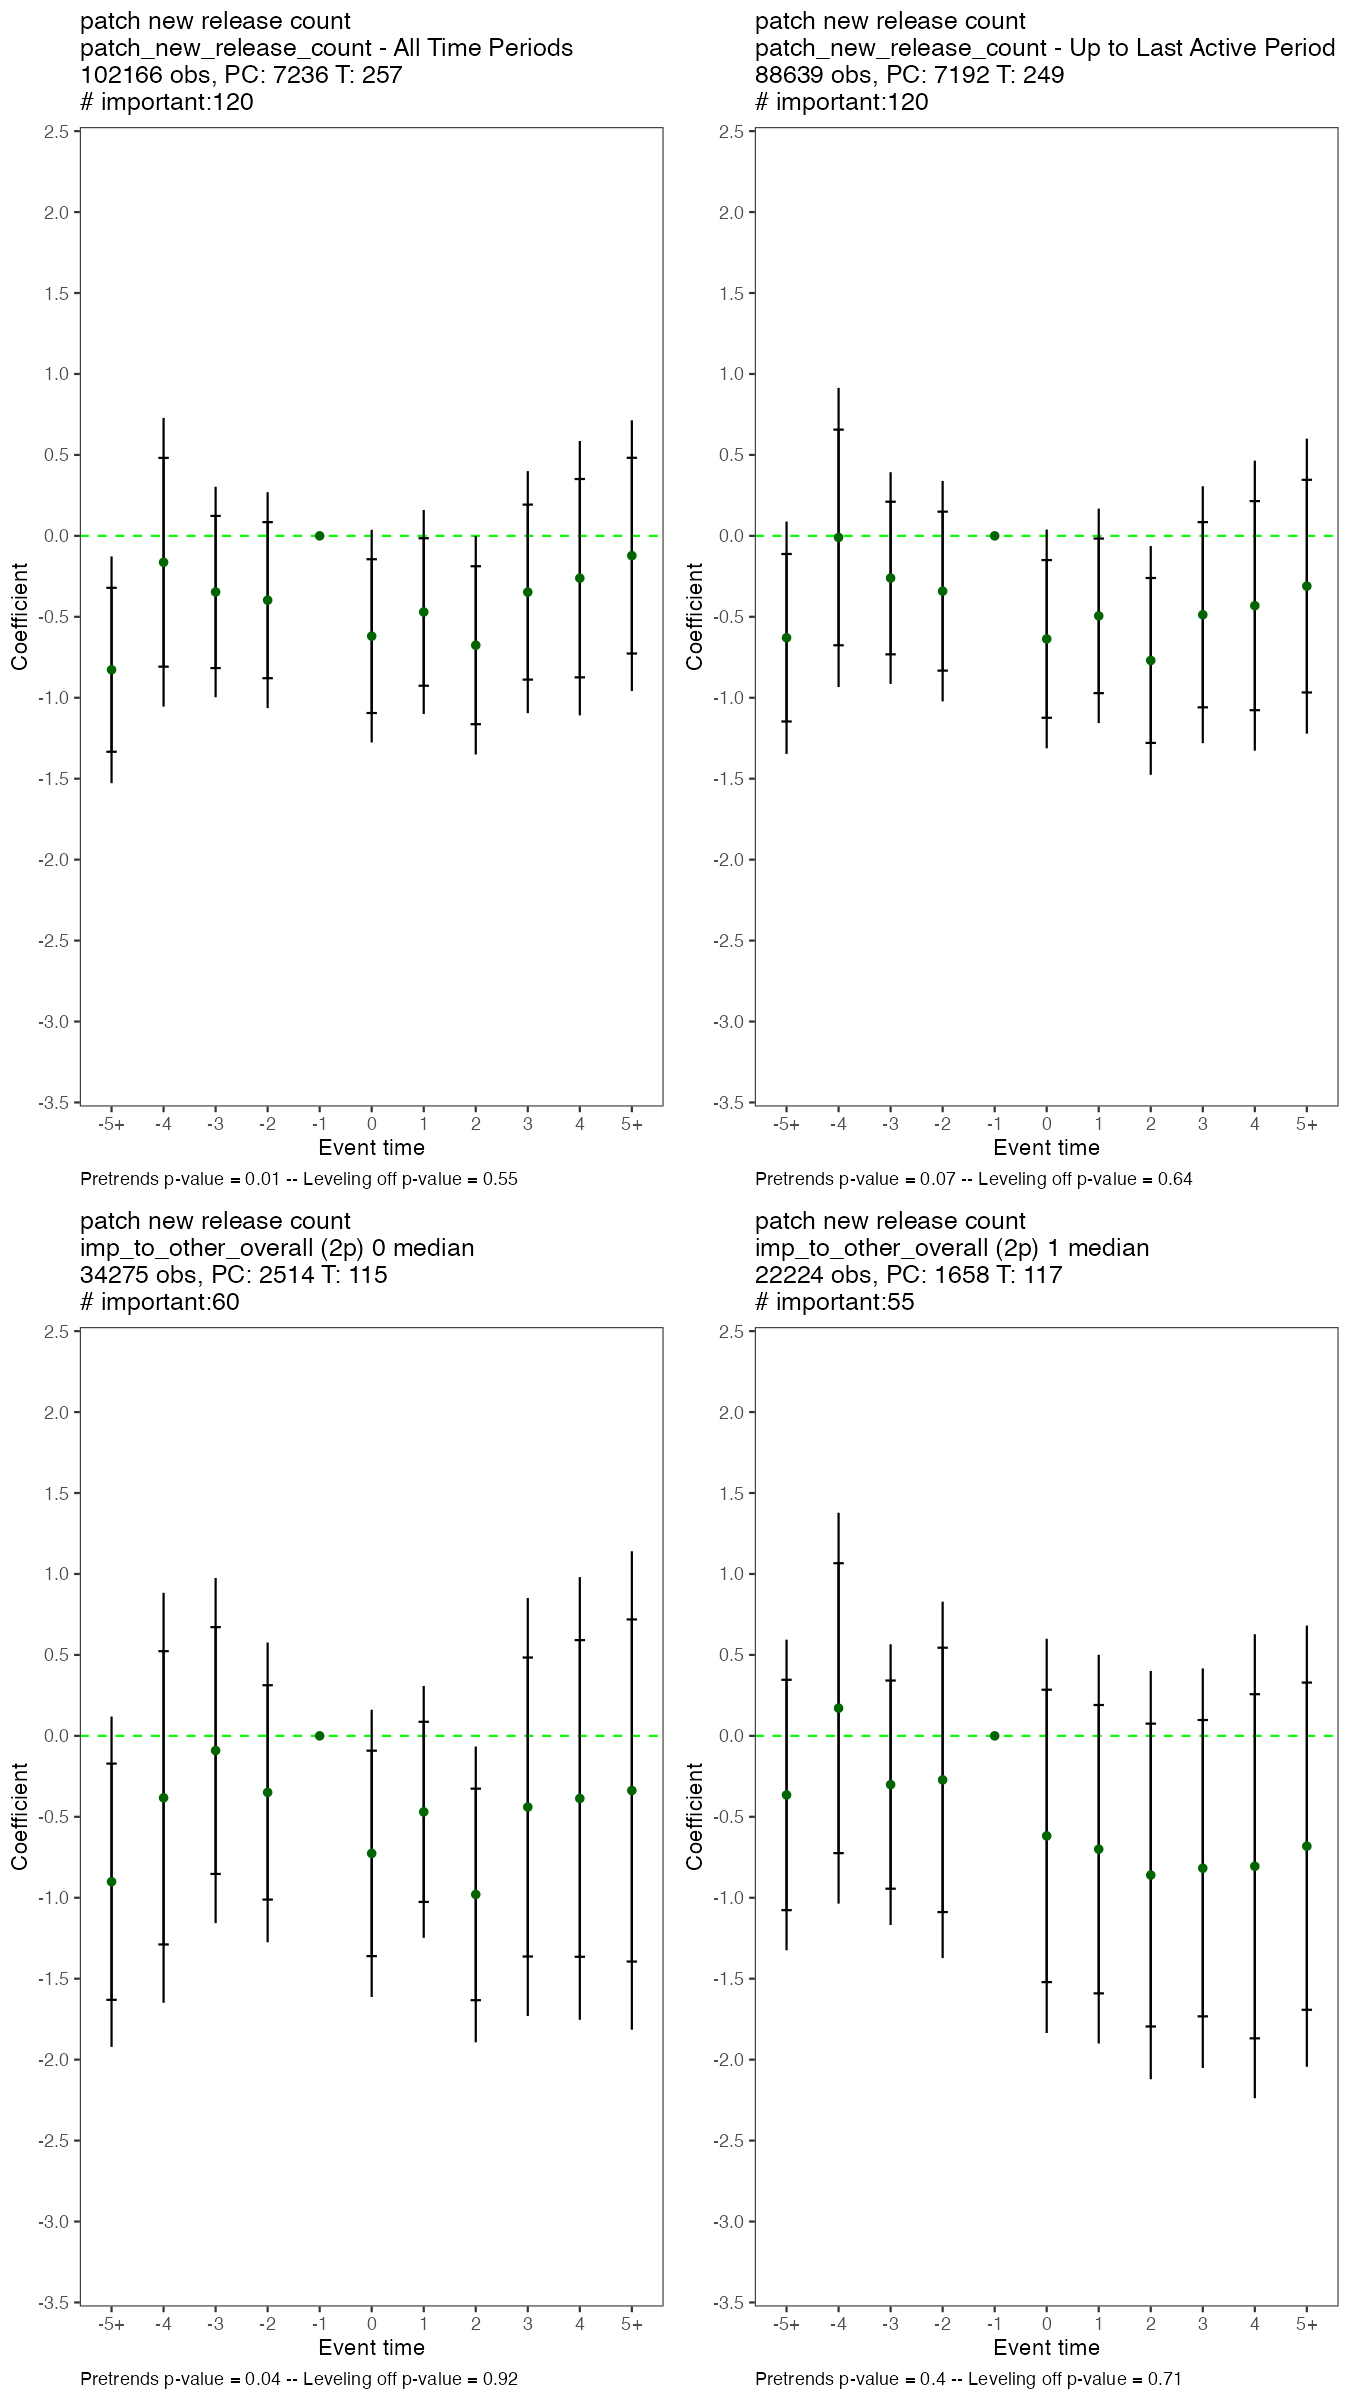 patch new release count
patch_new_release_count - All Time Periods
102166 obs, PC: 7236 T: 257
# important:120
2.5
2.0
1.5
1.0
0.5
0.0
-0.5
-1.0
-1.5
-2.0
-2.5
-3.0
-3.5
Coefficient
-5+ -4 -3 -2 -1 0 1 2 3 4 5+
Event time
Pretrends p-value = 0.01 -- Leveling off p-value = 0.55
patch new release count
patch_new_release_count - Up to Last Active Period
88639 obs, PC: 7192 T: 249
# important:120
2.5
2.0
1.5
1.0
0.5
0.0
-0.5
-1.0
-1.5
-2.0
-2.5
-3.0
-3.5
Coefficient
-5+ -4 -3 -2 -1 0 1 2 3 4 5+
Event time
Pretrends p-value = 0.07 -- Leveling off p-value = 0.64
patch new release count
imp_to_other_overall (2p) 0 median
34275 obs, PC: 2514 T: 115
# important:60
2.5
2.0
1.5
1.0
0.5
0.0
-0.5
-1.0
-1.5
-2.0
-2.5
-3.0
-3.5
Coefficient
-5+ -4 -3 -2 -1 0 1 2 3 4 5+
Event time
Pretrends p-value = 0.04 -- Leveling off p-value = 0.92
patch new release count
imp_to_other_overall (2p) 1 median
22224 obs, PC: 1658 T: 117
# important:55
2.5
2.0
1.5
1.0
0.5
0.0
-0.5
-1.0
-1.5
-2.0
-2.5
-3.0
-3.5
Coefficient
-5+ -4 -3 -2 -1 0 1 2 3 4 5+
Event time
Pretrends p-value = 0.4 -- Leveling off p-value = 0.71